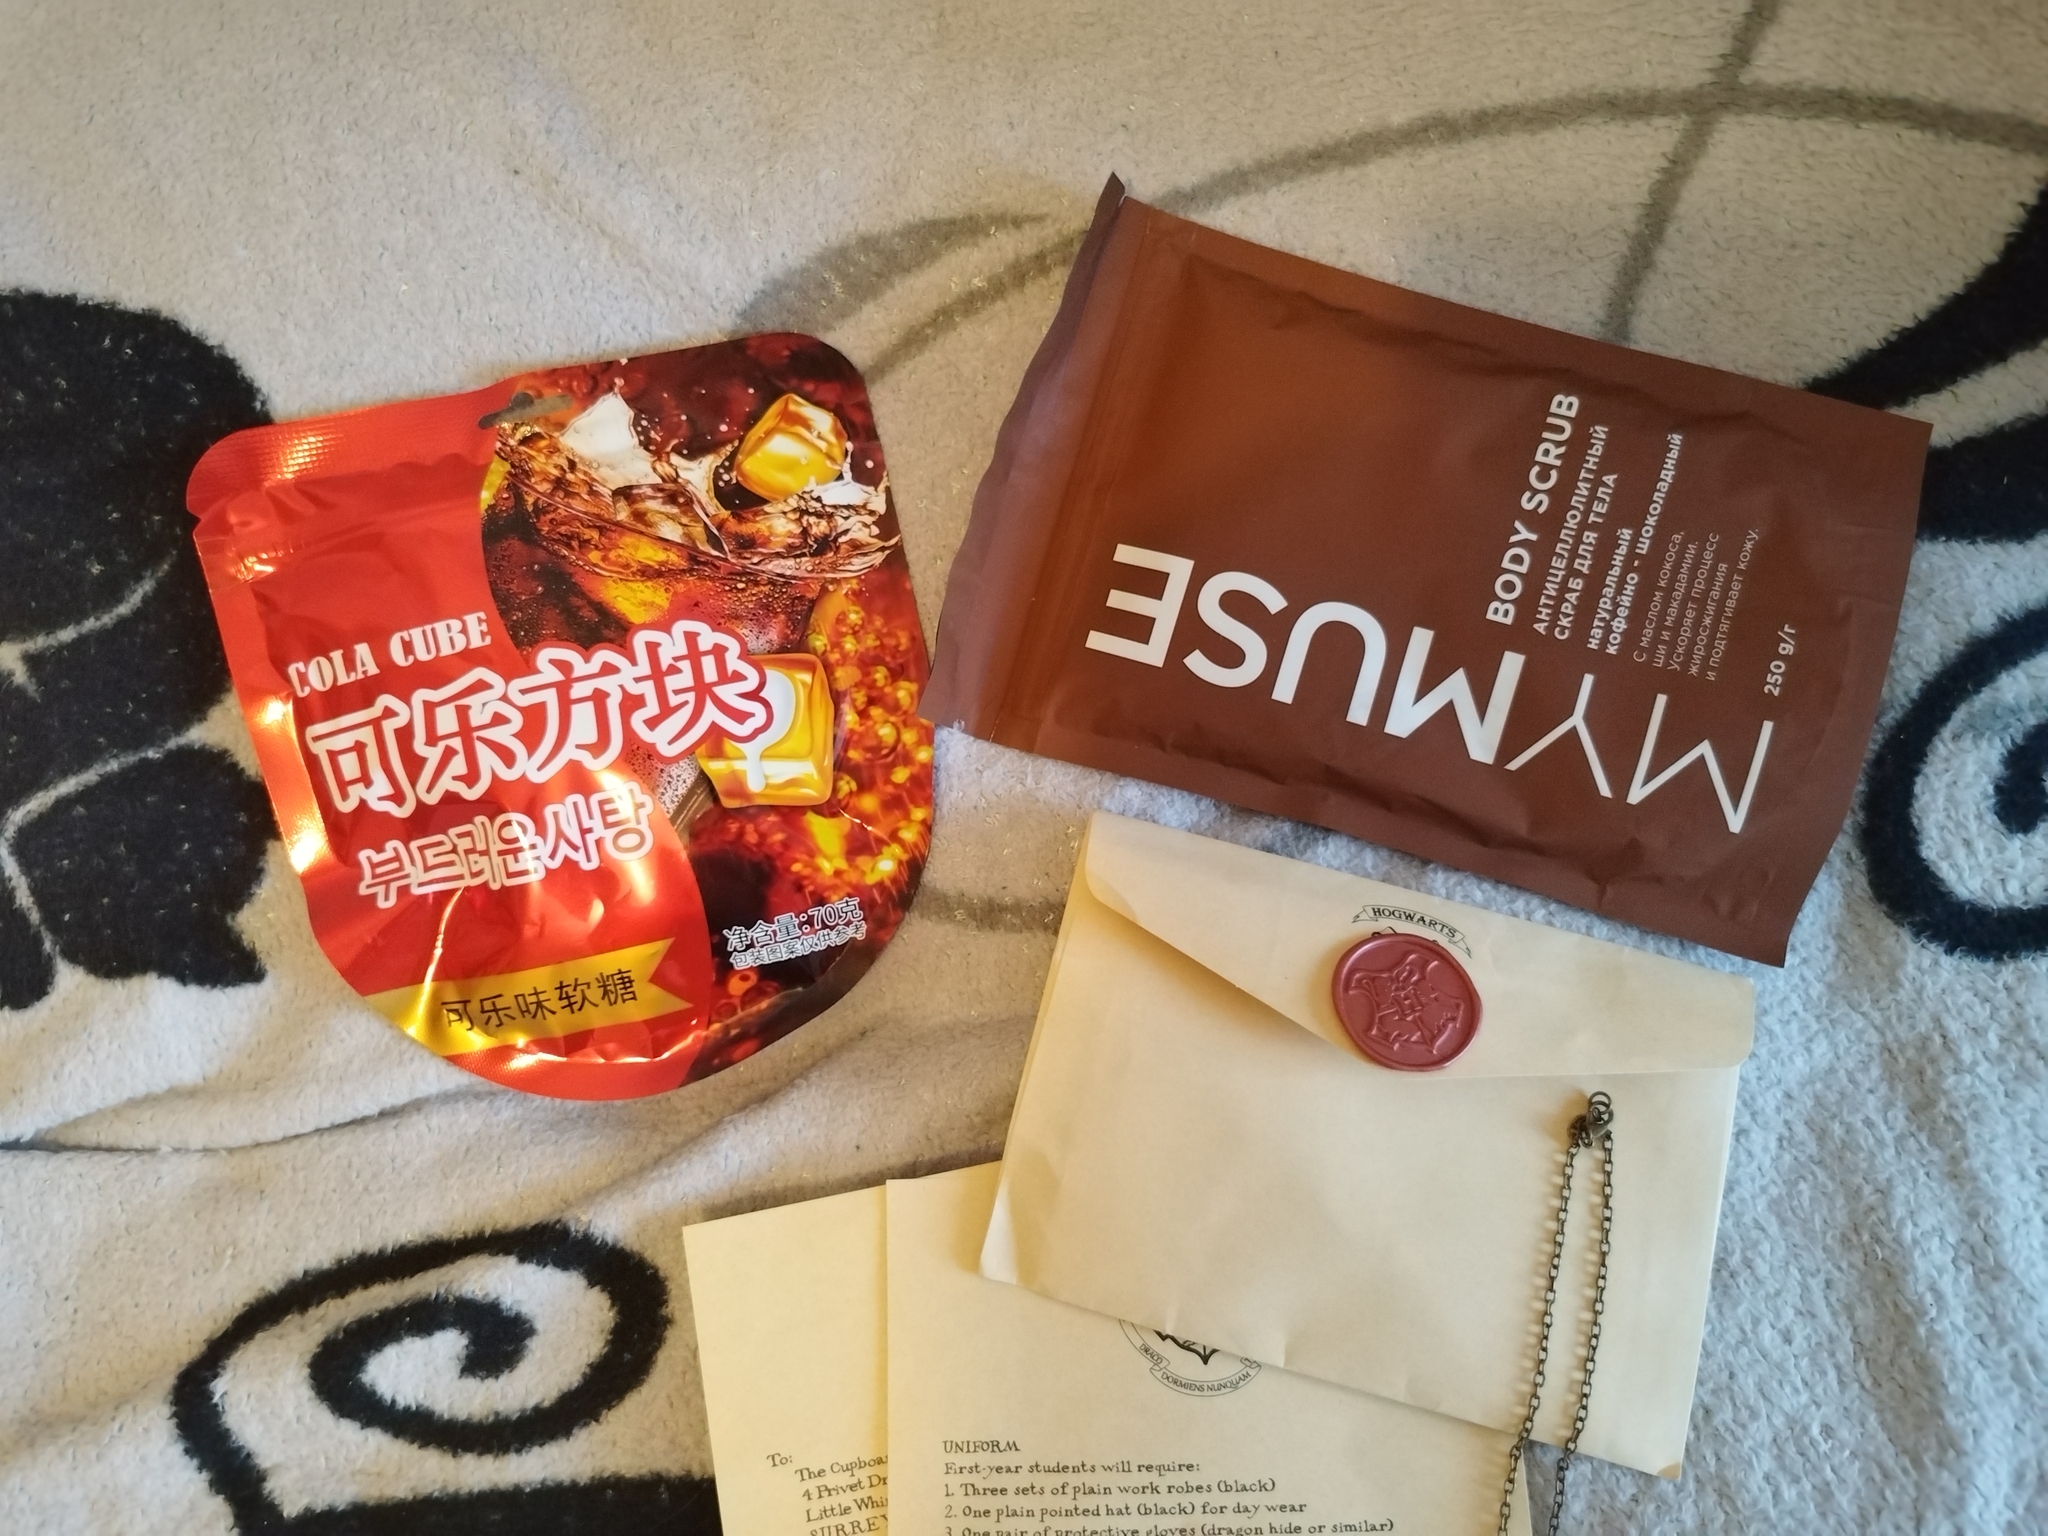 COLA CUBE
可乐方块
부드러운사탕
净含量:70克
包装图案仅供参考
可乐味软糖
MYMUSE
BODY SCRUB
АНТИЦЕЛЛЮЛИТНЫЙ
СКРАБ ДЛЯ ТЕЛА
натуральный
кофейно - шоколадный
С маслом кокоса,
ши и макадамии.
Ускоряет процесс
жиросжигания
и подтягивает кожу.
250 g/г
HOGWARTS
DRACO
DORMIENS NUNQUAM
To:
The Cupboa
4 Privet Dr
Little Whi
SURREY
UNIFORM
First-year students will require:
1. Three sets of plain work robes (black)
2. One plain pointed hat (black) for day wear
3. One pair of protective gloves (dragon hide or similar)